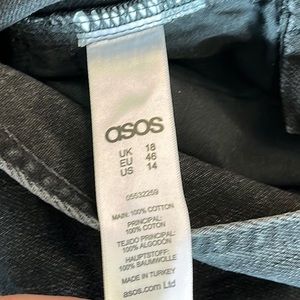 asos
UK 18
EU 46
US 14
05532259
MAIN: 100% COTTON
PRINCIPAL:
100% COTON
TEJIDO PRINCIPAL:
100% ALGODÓN
HAUPTSTOFF:
100% BAUMWOLLE
MADE IN TURKEY
asos.com Ltd